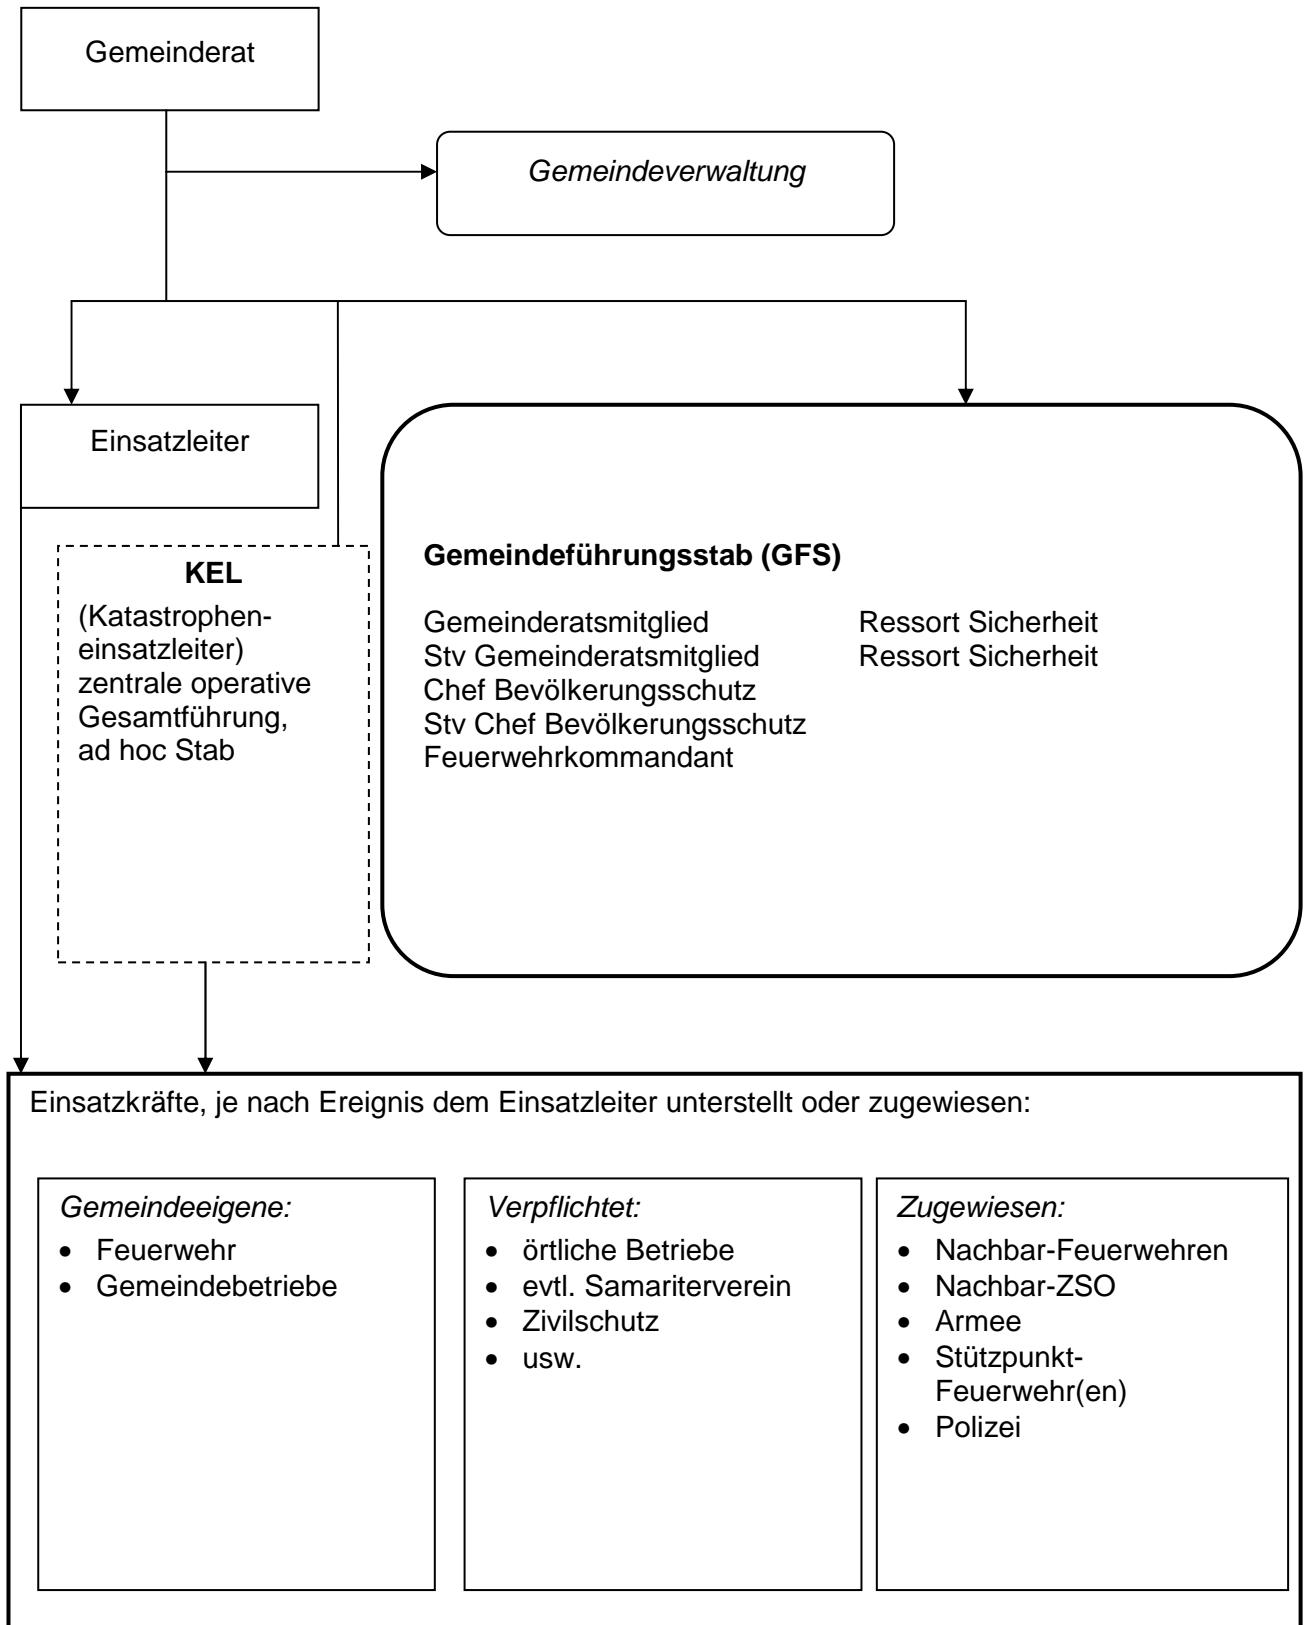 Gemeinderat
Gemeindeverwaltung
Einsatzleiter
KEL
(Katastrophen-
einsatzleiter)
zentrale operative
Gesamtführung,
ad hoc Stab
Gemeindeführungsstab (GFS)
Gemeinderatsmitglied Ressort Sicherheit
Stv Gemeinderatsmitglied Ressort Sicherheit
Chef Bevölkerungsschutz
Stv Chef Bevölkerungsschutz
Feuerwehrkommandant
Einsatzkräfte, je nach Ereignis dem Einsatzleiter unterstellt oder zugewiesen:
Gemeindeeigene:
• Feuerwehr
• Gemeindebetriebe
Verpflichtet:
• örtliche Betriebe
• evtl. Samariterverein
• Zivilschutz
• usw.
Zugewiesen:
• Nachbar-Feuerwehren
• Nachbar-ZSO
• Armee
• Stützpunkt-
Feuerwehr(en)
• Polizei